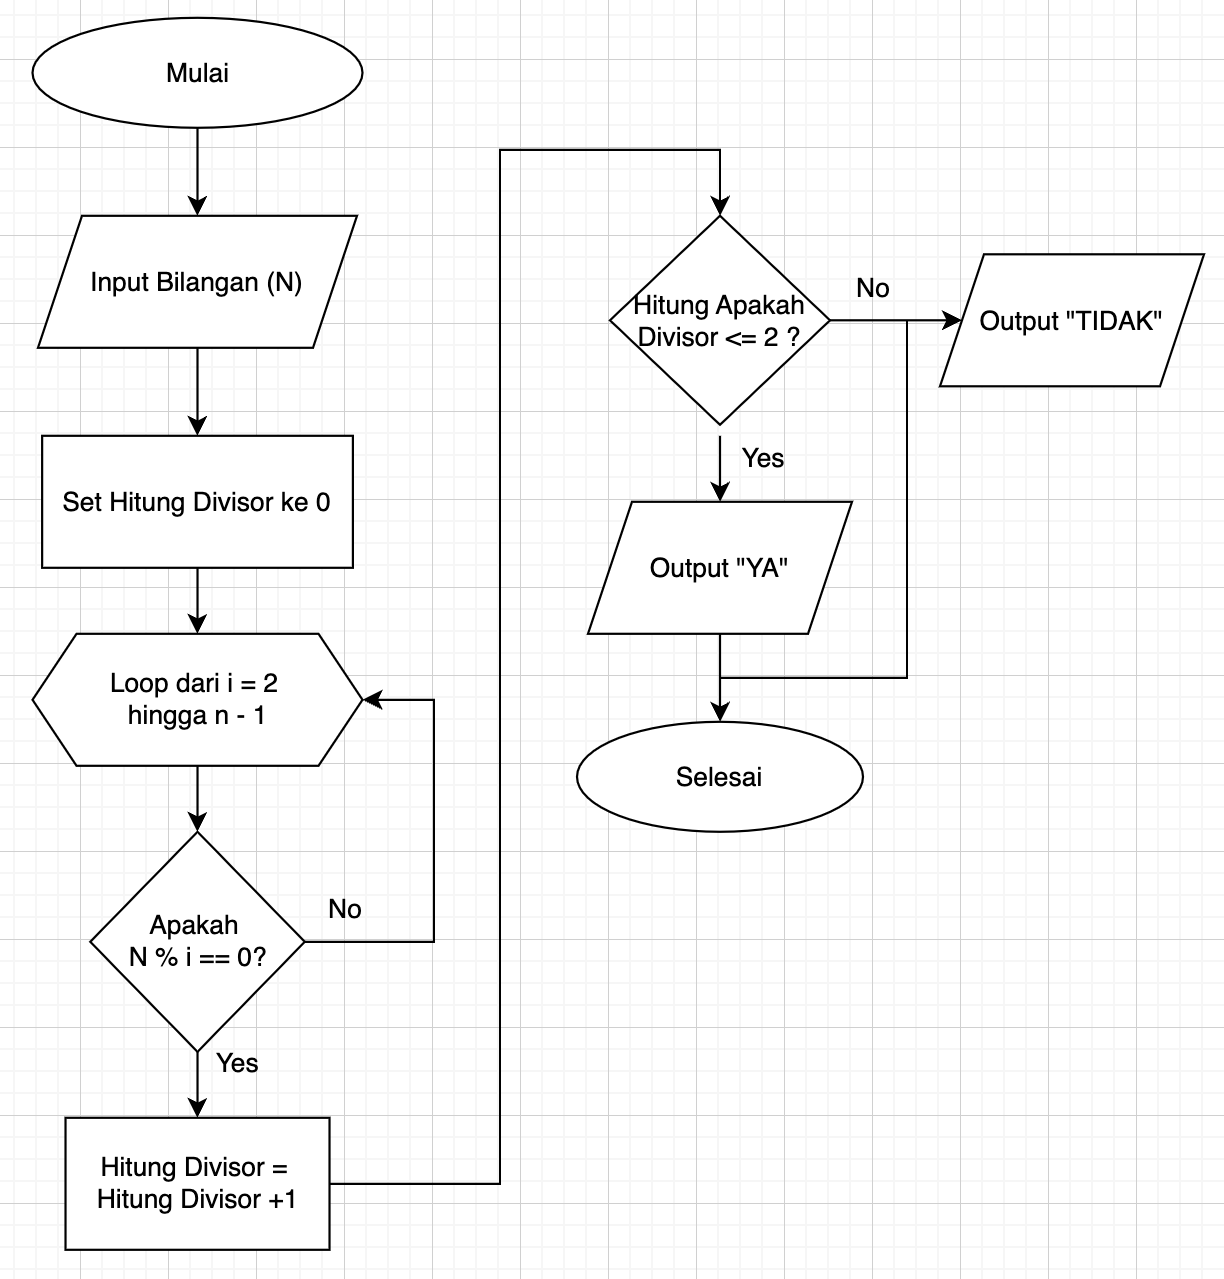 Mulai
Input Bilangan (N)
Set Hitung Divisor ke 0
Loop dari i = 2
hingga n - 1
Apakah
N % i == 0?
No
Yes
Hitung Divisor =
Hitung Divisor +1
Hitung Apakah
Divisor <= 2 ?
No
Output "TIDAK"
Yes
Output "YA"
Selesai